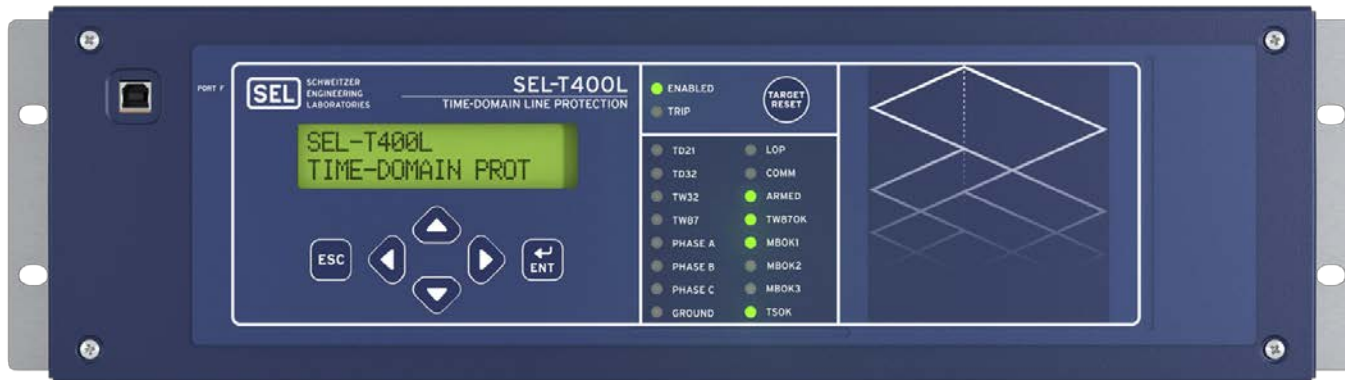 PORT F
SEL
SCHWEITZER
ENGINEERING
LABORATORIES
SEL-T400L
TIME-DOMAIN LINE PROTECTION
SEL-T400L
TIME-DOMAIN PROT
ESC
ENT
ENABLED
TRIP
TARGET
RESET
TD21
TD32
TW32
TW87
PHASE A
PHASE B
PHASE C
GROUND
LOP
COMM
ARMED
TW87OK
MBOK1
MBOK2
MBOK3
TSOK